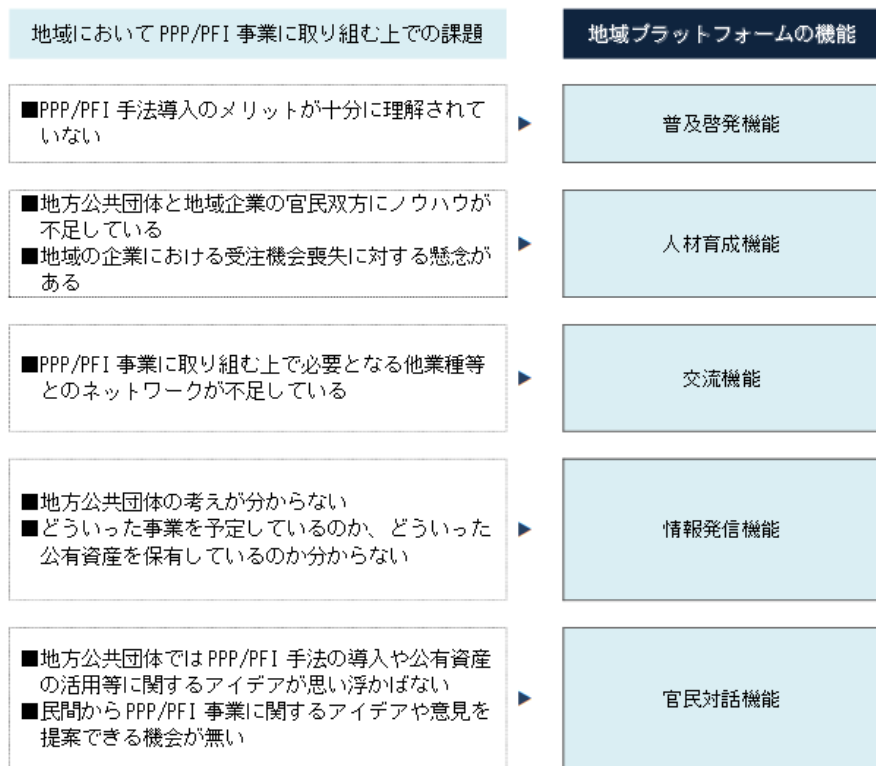 地域において PPP/PFI 事業に取り組む上での課題
地域プラットフォームの機能
■PPP/PFI 手法導入のメリットが十分に理解されて
いない
普及啓発機能
■地方公共団体と地域企業の官民双方にノウハウが
不足している
■地域の企業における受注機会喪失に対する懸念が
ある
人材育成機能
■PPP/PFI 事業に取り組む上で必要となる他業種等
とのネットワークが不足している
交流機能
■地方公共団体の考えが分からない
■どういった事業を予定しているのか、どういった
公有資産を保有しているのか分からない
情報発信機能
■地方公共団体では PPP/PFI 手法の導入や公有資産
の活用等に関するアイデアが思い浮かばない
■民間から PPP/PFI 事業に関するアイデアや意見を
提案できる機会が無い
官民対話機能